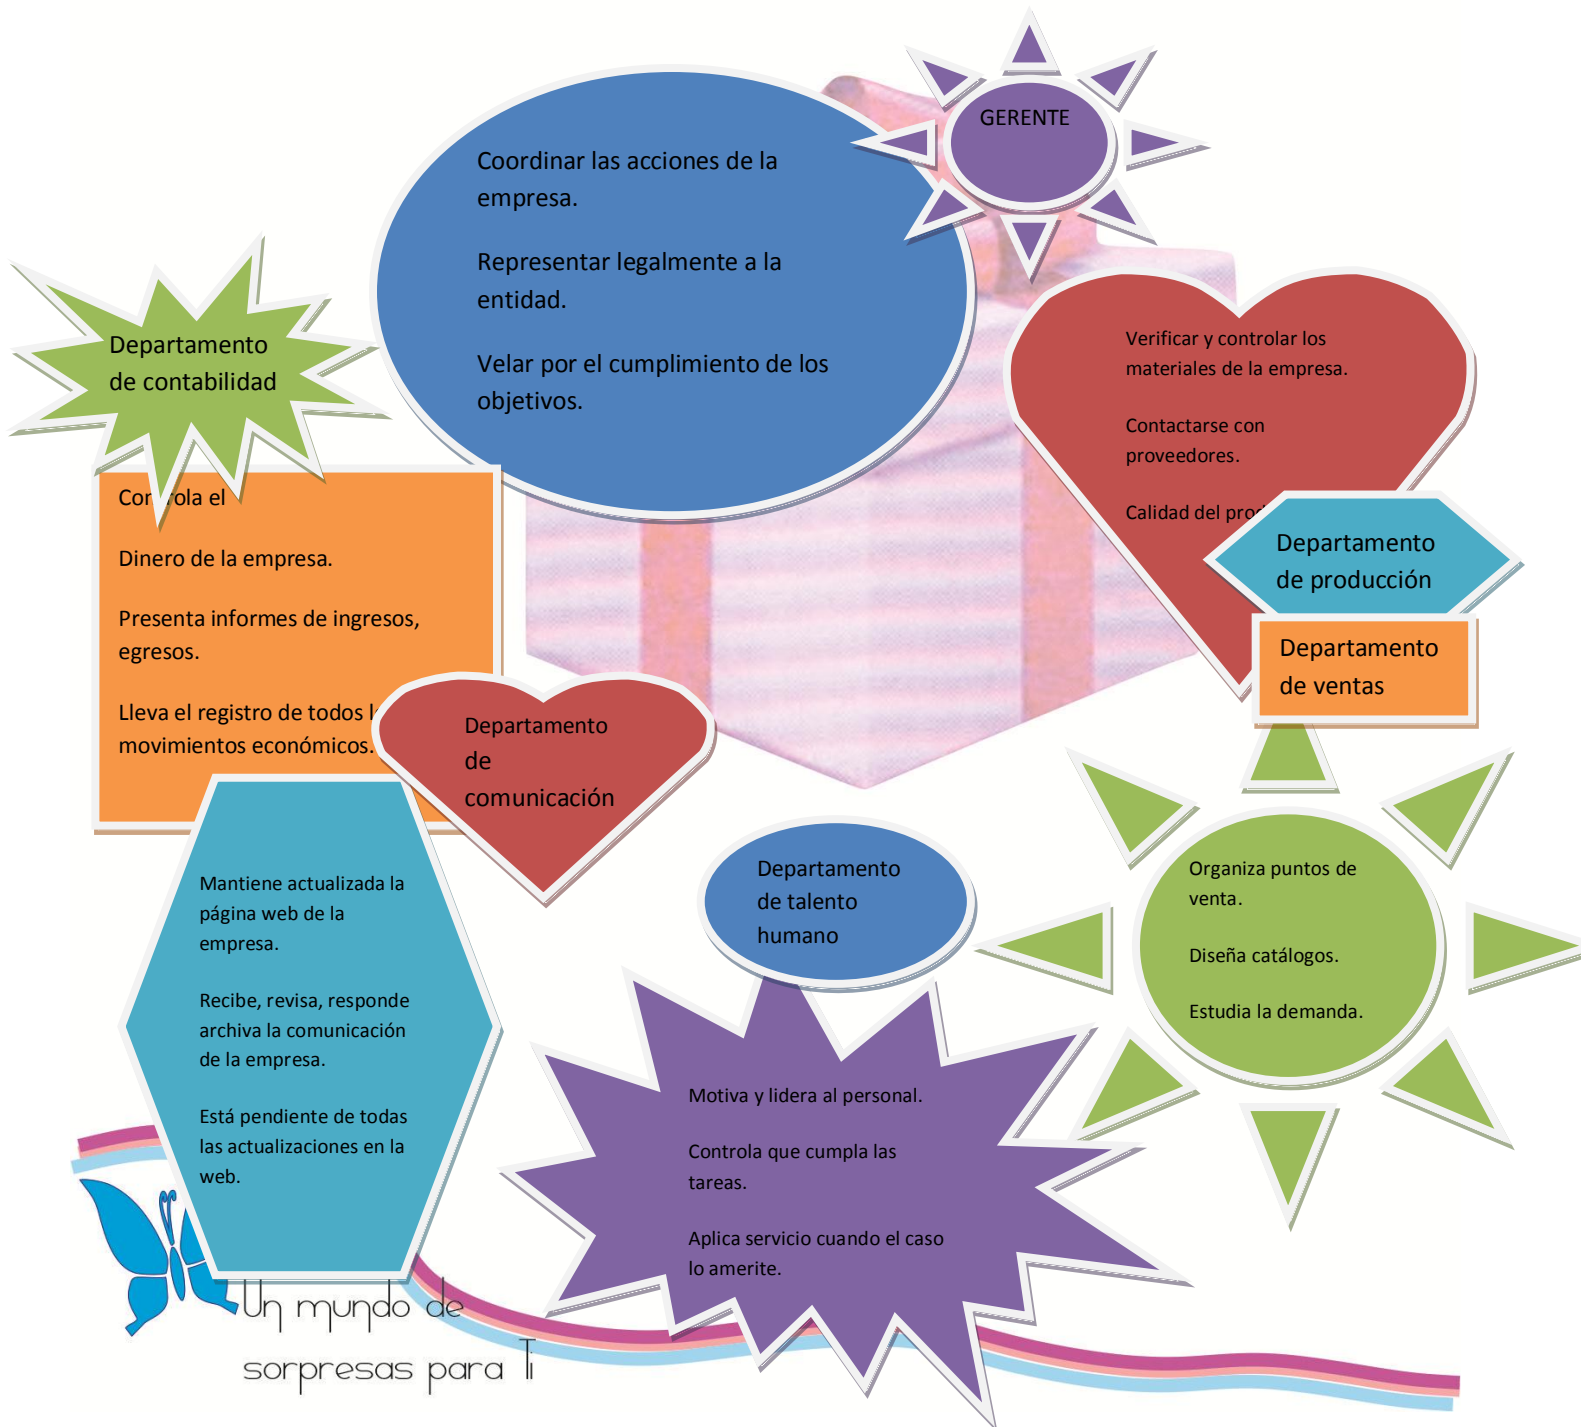 GERENTE
Coordinar las acciones de la
empresa.
Representar legalmente a la
entidad.
Velar por el cumplimiento de los
objetivos.
Departamento
de contabilidad
Controla el
Dinero de la empresa.
Presenta informes de ingresos,
egresos.
Lleva el registro de todos
movimientos económicos.
Verificar y controlar los
materiales de la empresa.
Contactarse con
proveedores.
Calidad del
Departamento
de producción
Departamento
de ventas
Organiza puntos de
venta.
Diseña catálogos.
Estudia la demanda.
Departamento
de
comunicación
Mantiene actualizada la
página web de la
empresa.
Recibe, revisa, responde
archiva la comunicación
de la empresa.
Está pendiente de todas
las actualizaciones en la
web.
Departamento
de talento
humano
Motiva y lidera al personal.
Controla que cumpla las
tareas.
Aplica servicio cuando el caso
lo amerite.
Un mundo de
sorpresas para Ti